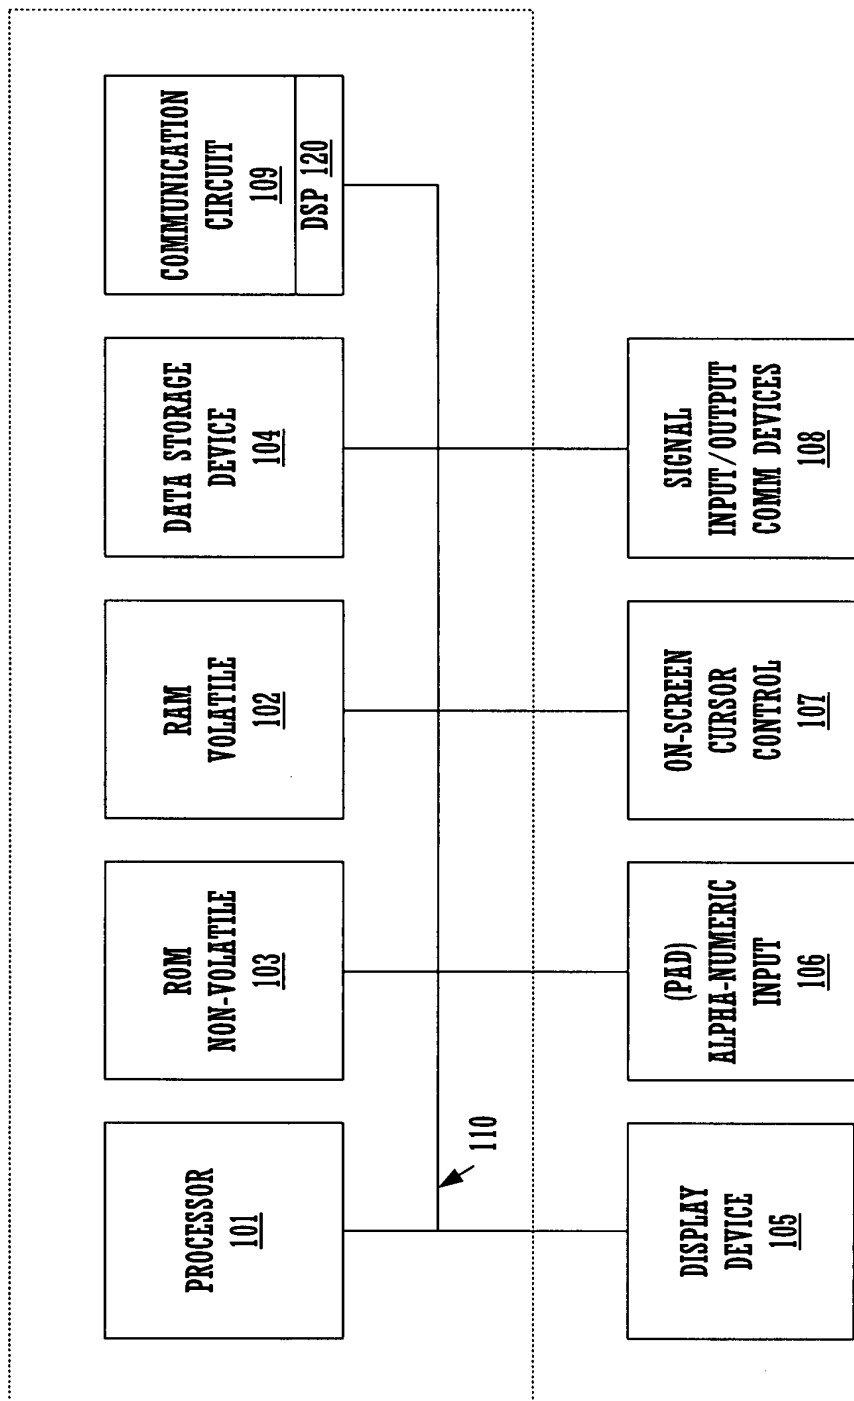 PROCESSOR
101
ROM
NON-VOLATILE
103
RAM
VOLATILE
102
DATA STORAGE
DEVICE
104
COMMUNICATION
CIRCUIT
109
DSP 120
110
DISPLAY
DEVICE
105
(PAD)
ALPHA-NUMERIC
INPUT
106
ON-SCREEN
CURSOR
CONTROL
107
SIGNAL
INPUT/OUTPUT
COMM DEVICES
108